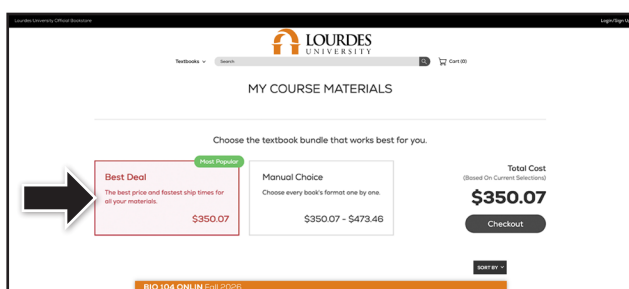 Lourdes University Official Bookstore
Login/Sign Up
LOURDES
UNIVERSITY
Textbooks
Search
Cart (0)
MY COURSE MATERIALS
Choose the textbook bundle that works best for you.
Most Popular
Best Deal
The best price and fastest ship times for
all your materials.
$350.07
Manual Choice
Choose every book's format one by one.
$350.07 - $473.46
Total Cost
(Based On Current Selections)
$350.07
Checkout
SORT BY
BIO 104 ONLIN Fall 2026